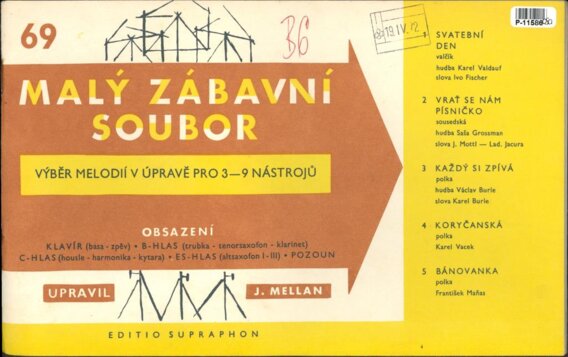 69
B6
19.IV.72
P-11586
MALÝ ZÁBAVNÍ
SOUBOR
VÝBĚR MELODIÍ V ÚPRAVĚ PRO 3—9 NÁSTROJŮ
OBSAZENÍ
KLAVÍR (basa - zpěv) • B-HLAS (trubka - tenorsaxofon - klarinet)
C-HLAS (housle - harmonika - kytara) • ES-HLAS (altsaxofon I-III) • POZOUN
UPRAVIL J. MELLAN
EDITIO SUPRAPHON
1 SVATEBNÍ
DEN
valčík
hudba Karel Valdauf
slova Ivo Fischer
2 VRAŤ SE NÁM
PÍSNIČKO
sousedská
hudba Saša Grossman
slova J. Mottl — Lad. Jacura
3 KAŽDÝ SI ZPÍVÁ
polka
hudba Václav Burle
slova Karel Burle
4 KORYČANSKÁ
polka
Karel Vacek
5 BÁNOVANKA
polka
František Maňas